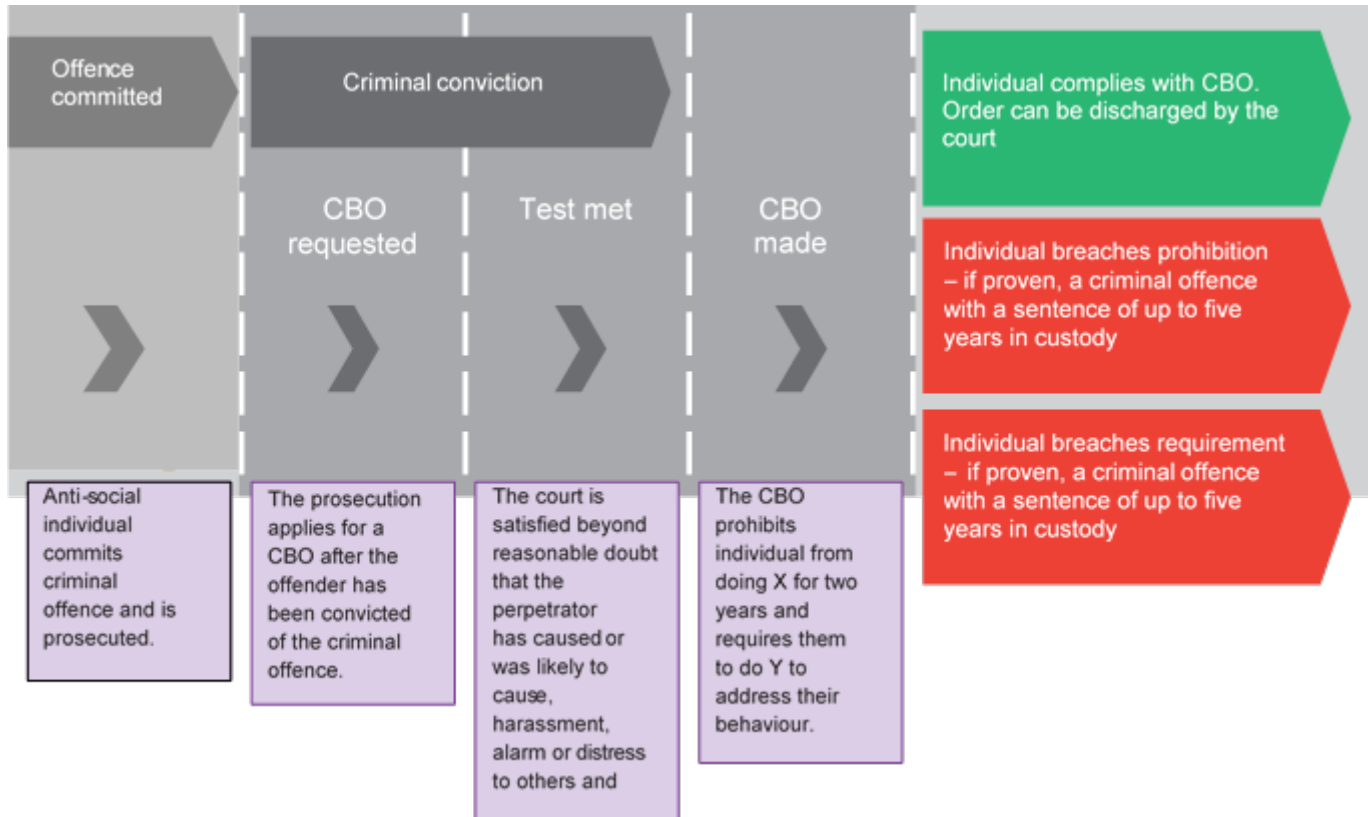 Offence
committed
Criminal conviction
CBO
requested
Test met
CBO
made
Individual complies with CBO.
Order can be discharged by the
court
Individual breaches prohibition
– if proven, a criminal offence
with a sentence of up to five
years in custody
Individual breaches requirement
– if proven, a criminal offence
with a sentence of up to five
years in custody
Anti-social
individual
commits
criminal
offence and is
prosecuted.
The prosecution
applies for a
CBO after the
offender has
been convicted
of the criminal
offence.
The court is
satisfied beyond
reasonable doubt
that the
perpetrator
has caused or
was likely to
cause,
harassment,
alarm or distress
to others and
The CBO
prohibits
individual from
doing X for two
years and
requires them
to do Y to
address their
behaviour.